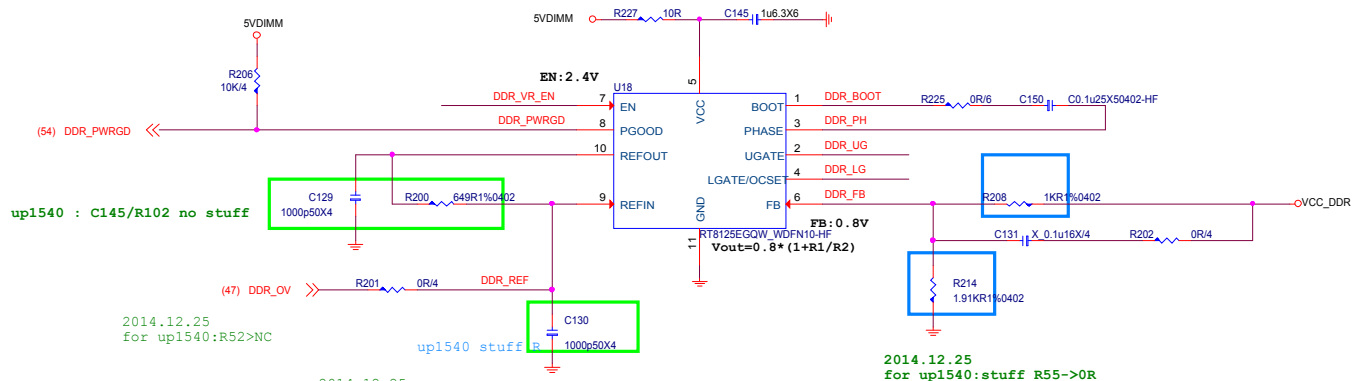 5VDIMM
R227
10R
C145
1u6.3X6
5VDIMM
R206
10K/4
EN:2.4V
U18
5
VCC
DDR_VR_EN
7
EN
BOOT
1
DDR_BOOT
R225
0R/6
C150
C0.1u25X50402-HF
(54) DDR_PWRGD
DDR_PWRGD
8
PGOOD
PHASE
3
DDR_PH
10
REFOUT
UGATE
2
DDR_UG
LGATE/OCSET
4
DDR_LG
C129
1000p50X4
R200
649R1%0402
9
REFIN
GND
FB
6
DDR_FB
R208
1KR1%0402
VCC_DDR
up1540 : C145/R102 no stuff
FB:0.8V
11
RT8125EGQW_WDFN10-HF
Vout=0.8*(1+R1/R2)
C131
X_0.1u16X/4
R202
0R/4
(47) DDR_OV
R201
0R/4
DDR_REF
R214
1.91KR1%0402
2014.12.25
for up1540:R52>NC
C130
1000p50X4
up1540 stuff R
2014.12.25
for up1540:stuff R55->0R
2014.12.25